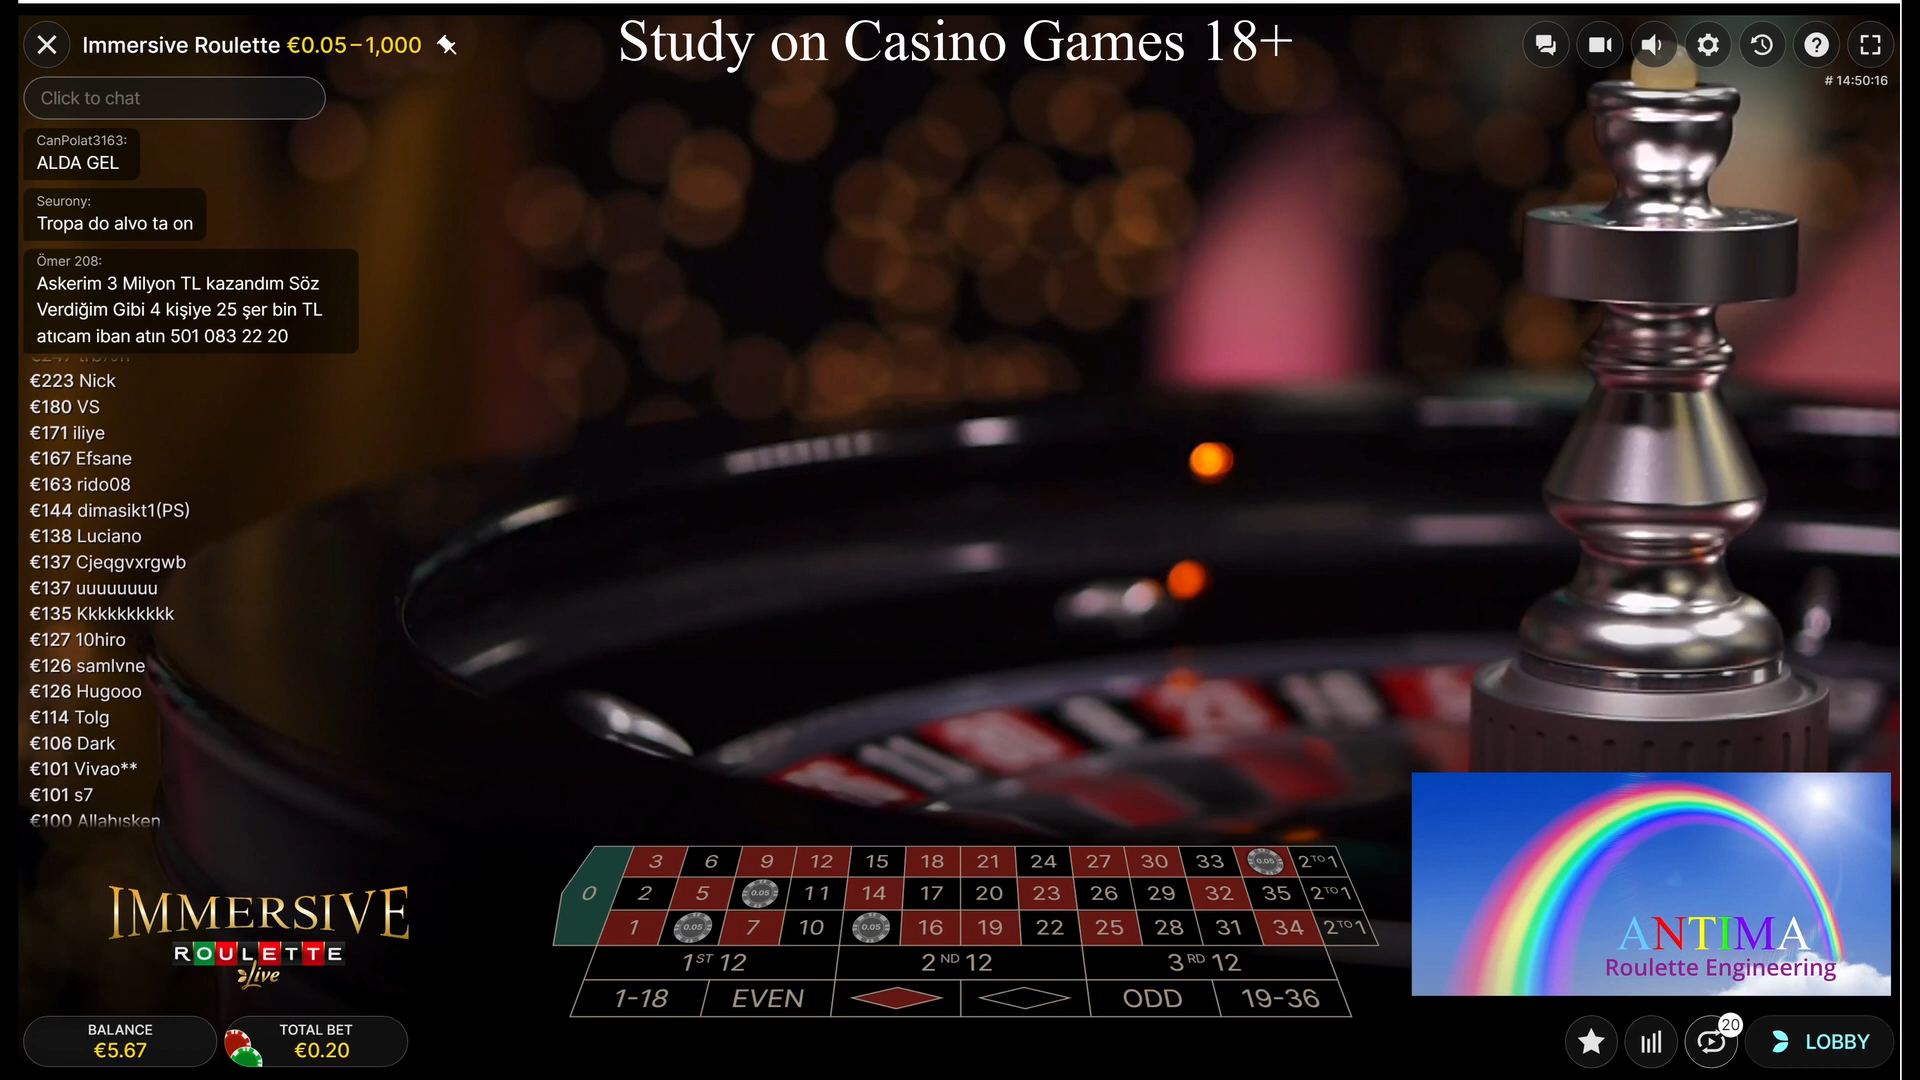 Immersive Roulette €0.05–1,000
Study on Casino Games 18+
# 14:50:16
Click to chat
CanPolat3163:
ALDA GEL
Seurony:
Tropa do alvo ta on
Ömer 208:
Askerim 3 Milyon TL kazandım Söz
Verdiğim Gibi 4 kişiye 25 şer bin TL
atıcam iban atın 501 083 22 20
€223 Nick
€180 VS
€171 iliye
€167 Efsane
€163 rido08
€144 dimasikt1(PS)
€138 Luciano
€137 Cjeqgvxrgwb
€137 uuuuuuuu
€135 Kkkkkkkkkk
€127 10hiro
€126 samlvne
€126 Hugooo
€114 Tolg
€106 Dark
€101 Vivao**
€101 s7
€100 Allahısken
IMMERSIVE
ROULETTE
Live
3 6 9 12 15 18 21 24 27 30 33 0.05 2 TO 1
0 2 5 0.05 11 14 17 20 23 26 29 32 35 2 TO 1
1 0.05 7 10 0.05 16 19 22 25 28 31 34 2 TO 1
1ST 12 2ND 12 3RD 12
1-18 EVEN ODD 19-36
ANTIMA
Roulette Engineering
BALANCE
€5.67
TOTAL BET
€0.20
20
LOBBY